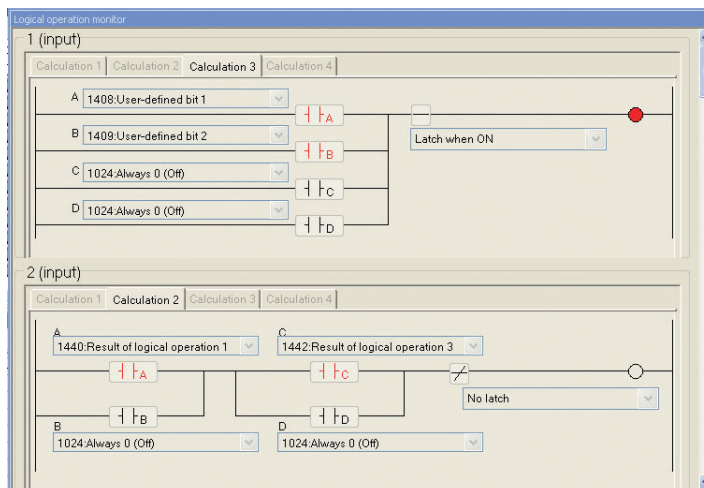 Logical operation monitor
1 (input)
Calculation 1 Calculation 2 Calculation 3 Calculation 4
A 1408:User-defined bit 1
A
B 1409:User-defined bit 2
B
Latch when ON
C 1024:Always 0 (Off)
C
D 1024:Always 0 (Off)
D
2 (input)
Calculation 1 Calculation 2 Calculation 3 Calculation 4
A C
1440:Result of logical operation 1 1442:Result of logical operation 3
A C
No latch
B D
B D
1024:Always 0 (Off) 1024:Always 0 (Off)